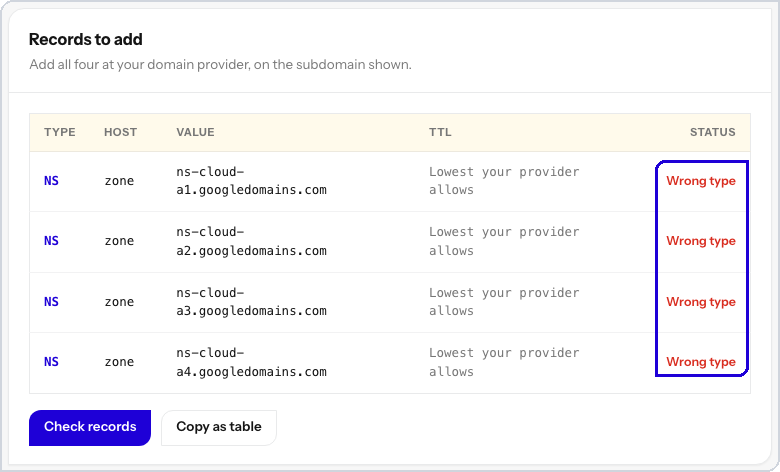 Records to add
Add all four at your domain provider, on the subdomain shown.
TYPE HOST VALUE TTL STATUS
NS zone ns-cloud-a1.googledomains.com Lowest your provider allows Wrong type
NS zone ns-cloud-a2.googledomains.com Lowest your provider allows Wrong type
NS zone ns-cloud-a3.googledomains.com Lowest your provider allows Wrong type
NS zone ns-cloud-a4.googledomains.com Lowest your provider allows Wrong type
Check records Copy as table